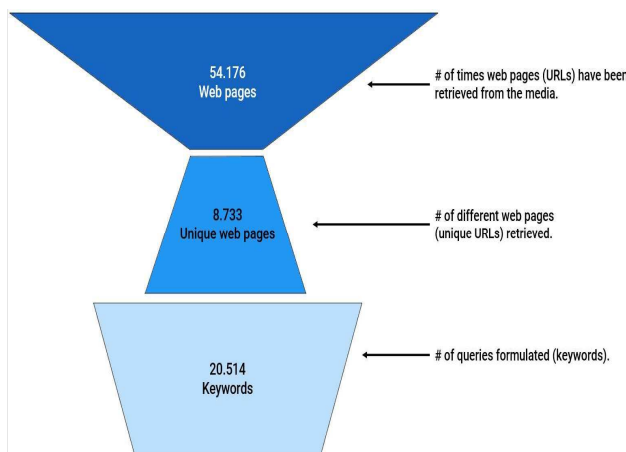 54.176
Web pages
# of times web pages (URLs) have been
retrieved from the media.
8.733
Unique web pages
# of different web pages
(unique URLs) retrieved.
20.514
Keywords
# of queries formulated (keywords).